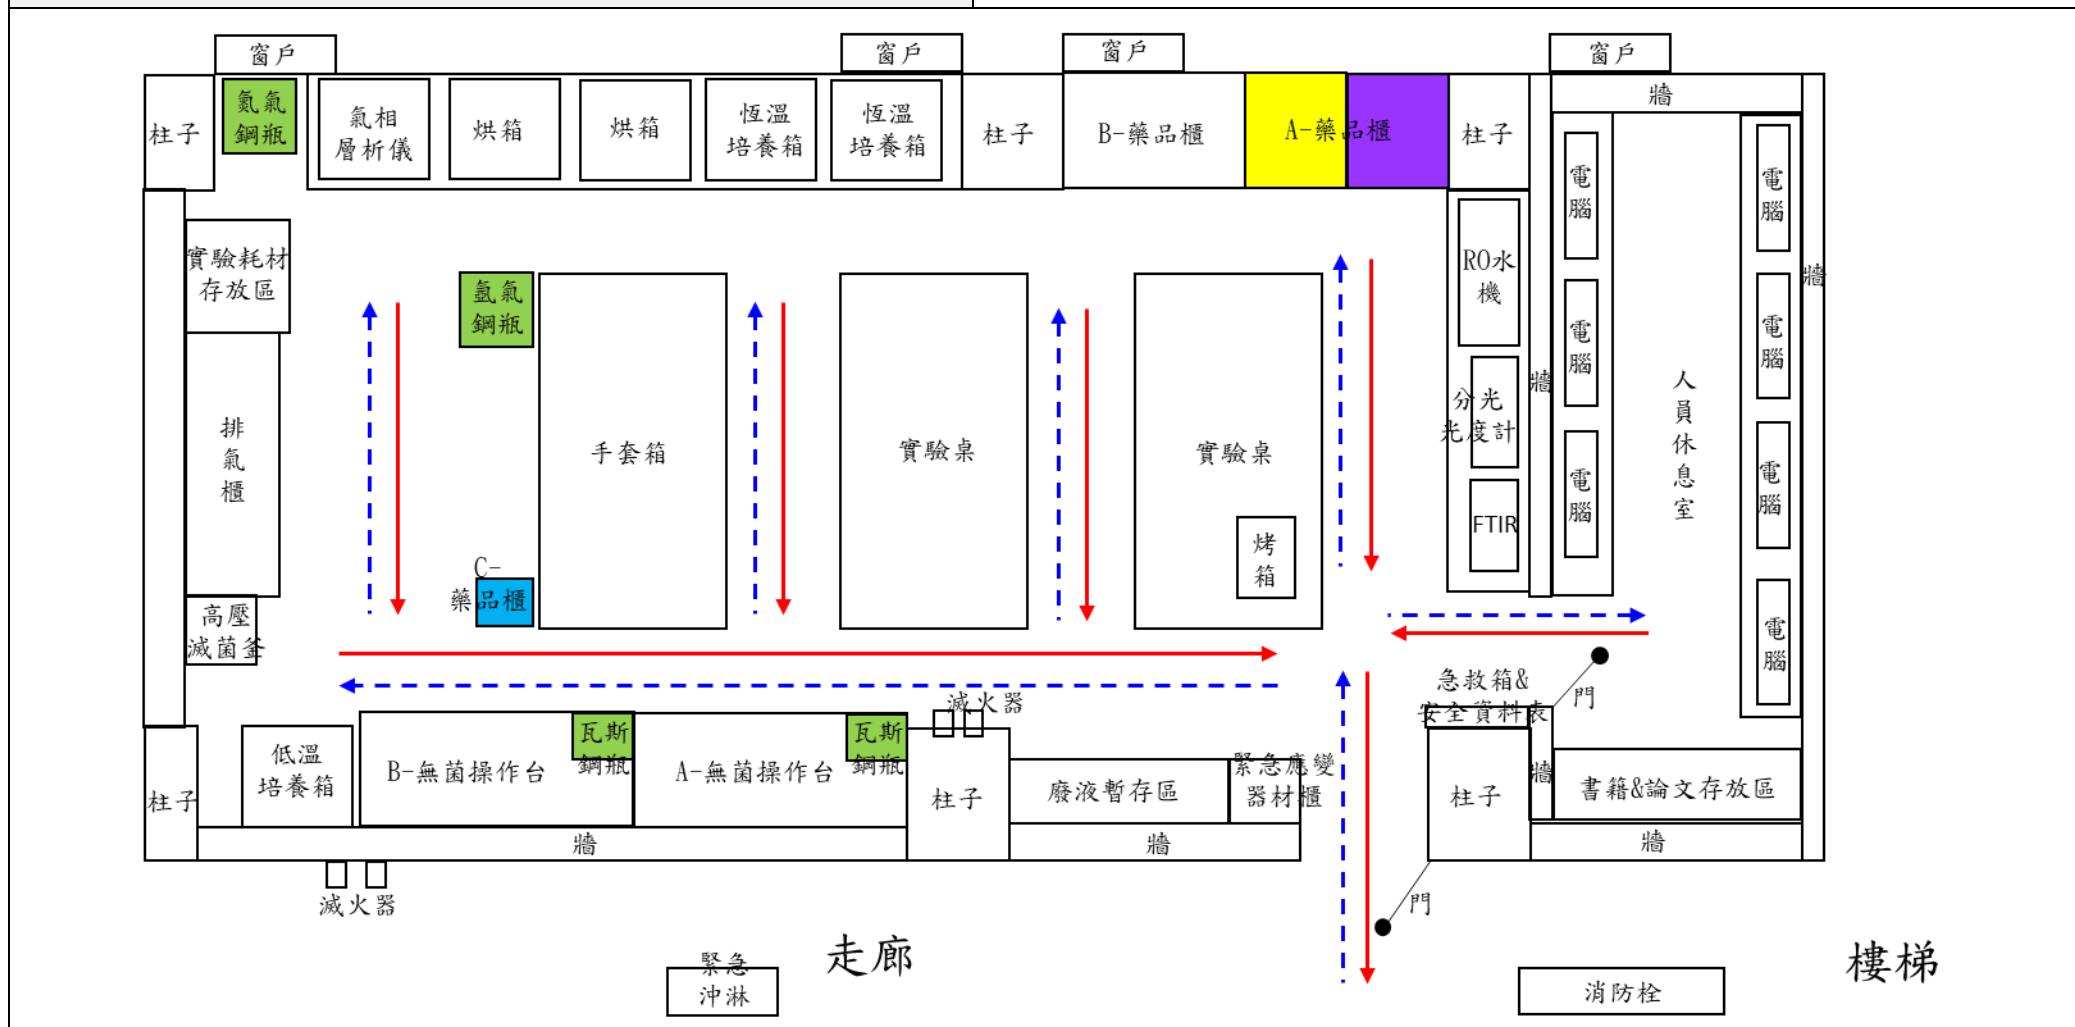 窗戶
窗戶
窗戶
窗戶
柱子
氮氣
鋼瓶
氣相
層析儀
烘箱
烘箱
恆溫
培養箱
恆溫
培養箱
柱子
B-藥品櫃
A-藥品櫃
柱子
牆
電腦
電腦
實驗耗材
存放區
氬氣
鋼瓶
RO水
機
牆
電腦
電腦
排氣櫃
手套箱
實驗桌
實驗桌
分光
光度計
牆
人員休息室
電腦
電腦
FTIR
烤
箱
C-
藥品櫃
高壓
滅菌釜
電腦
急救箱&
安全資料表
門
滅火器
低溫
培養箱
B-無菌操作台
瓦斯
鋼瓶
A-無菌操作台
瓦斯
鋼瓶
柱子
柱子
廢液暫存區
緊急應變
器材櫃
柱子
牆
書籍&論文存放區
牆
牆
牆
滅火器
門
走廊
樓梯
緊急
沖淋
消防栓